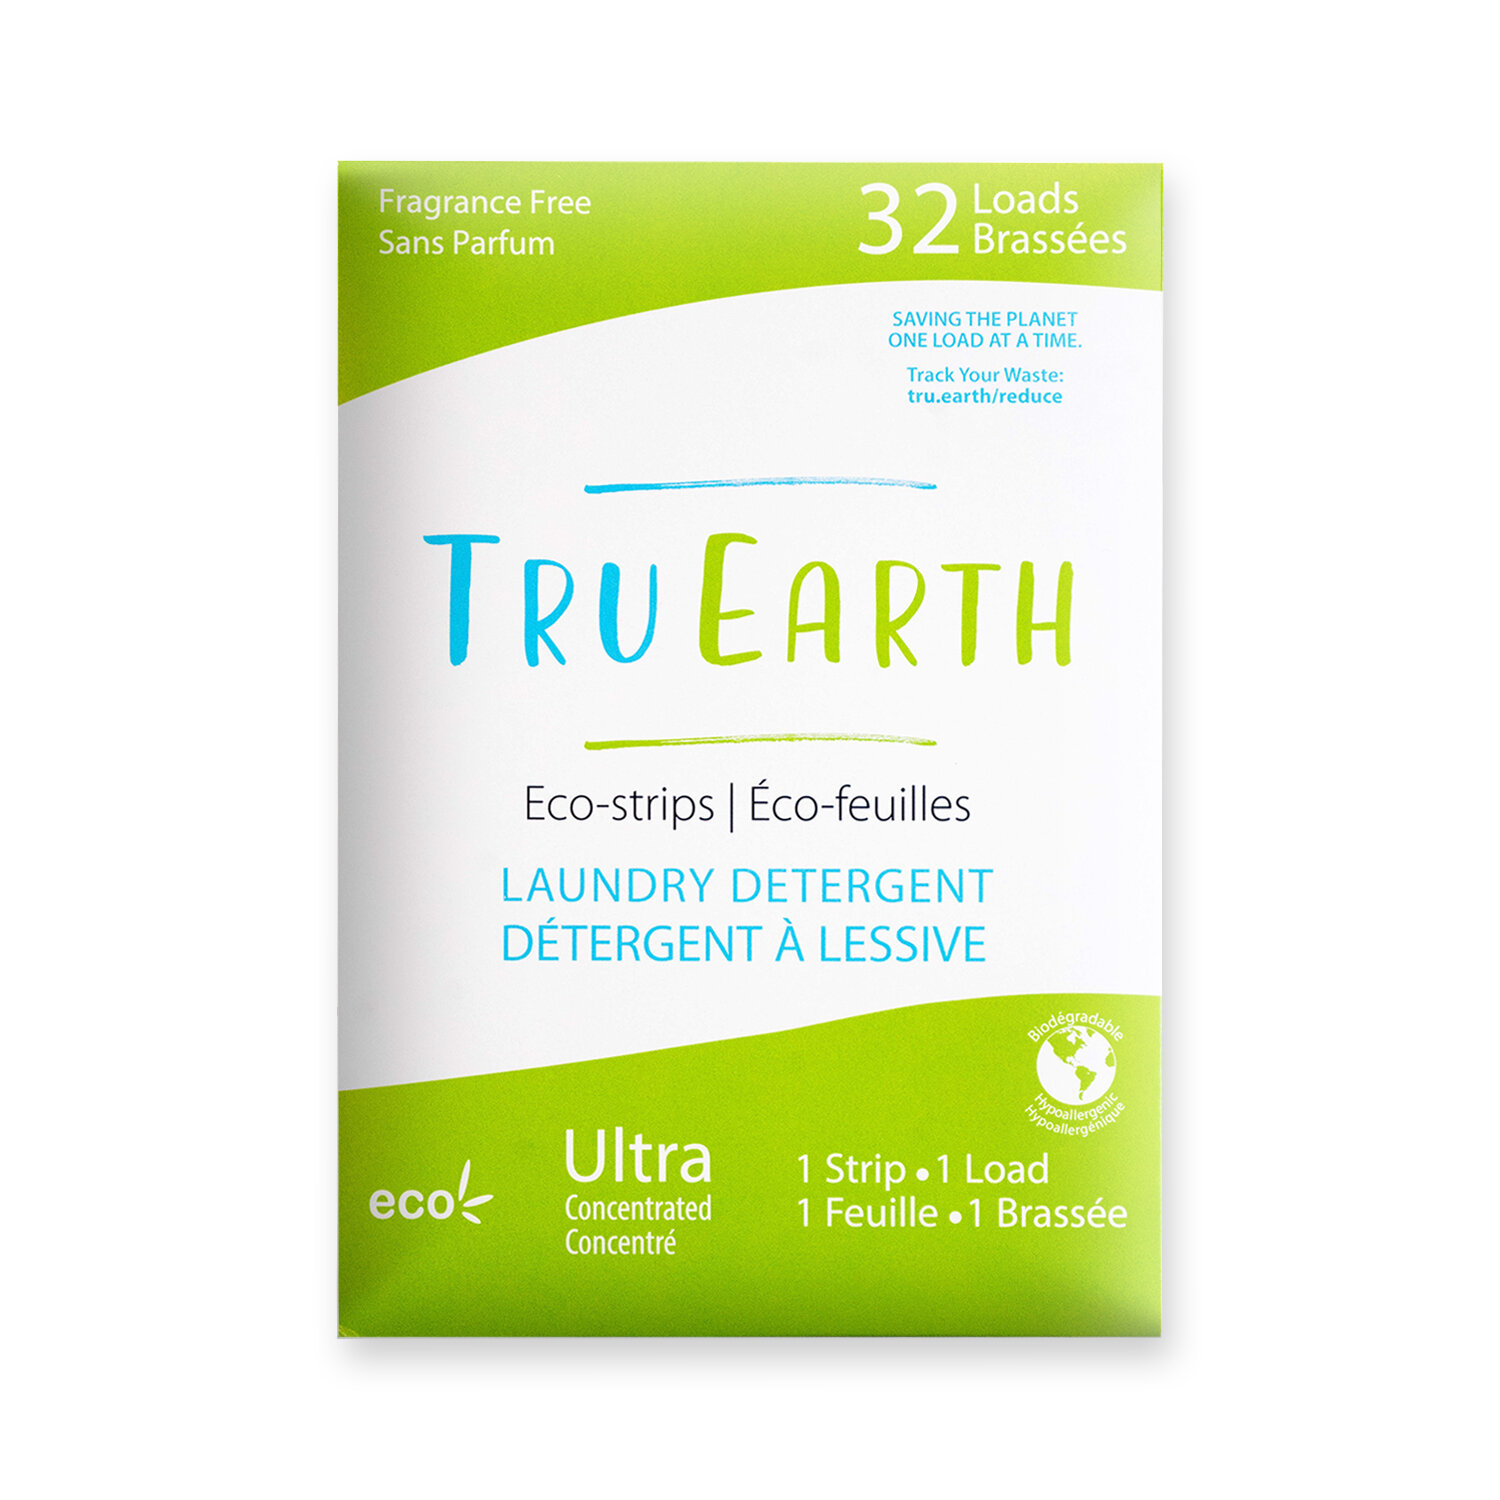 Fragrance Free
Sans Parfum
32 Loads
Brassées
SAVING THE PLANET
ONE LOAD AT A TIME.
Track Your Waste:
tru.earth/reduce
TRUEARTH
Eco-strips | Éco-feuilles
LAUNDRY DETERGENT
DÉTERGENT À LESSIVE
Biodégradable
Hypoallergenic
Hypoallergénique
eco
Ultra
Concentrated
Concentré
1 Strip • 1 Load
1 Feuille • 1 Brassée